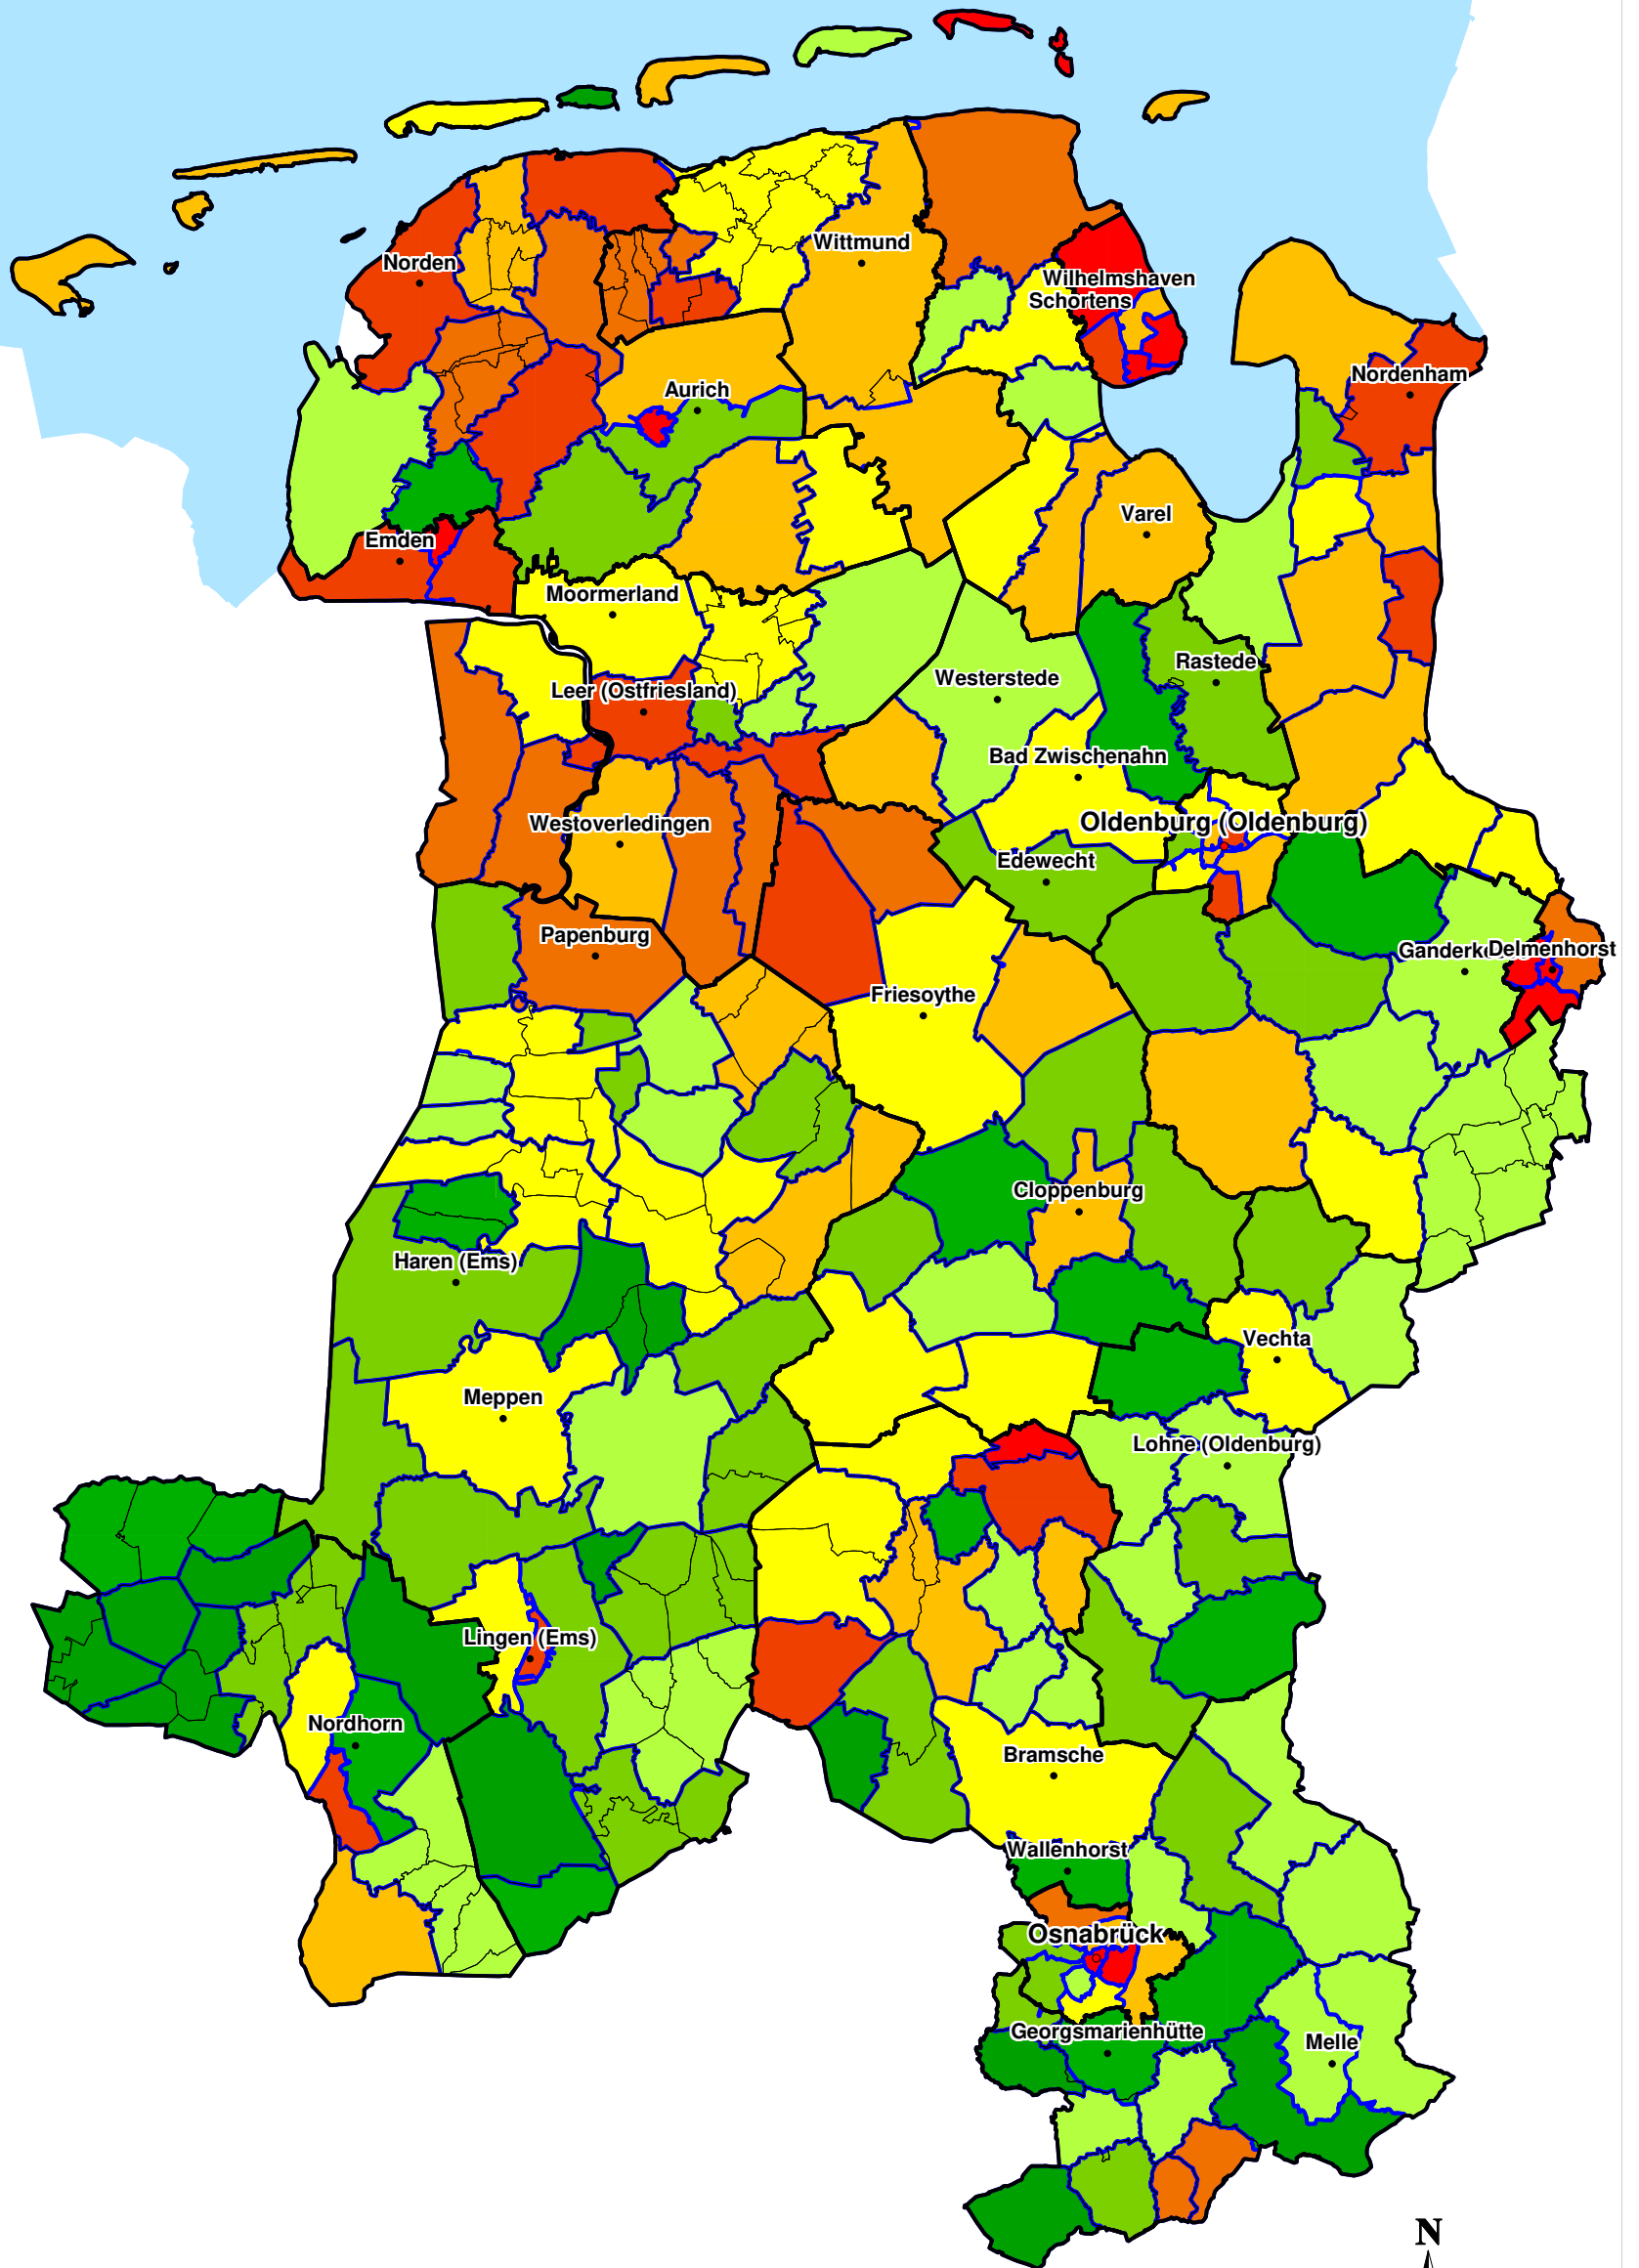 Wittmund
Norden
Wilhelmshaven
Schortens
Nordenham
Aurich
Varel
Emden
Moormerland
Rastede
Westerstede
Leer (Ostfriesland)
Bad Zwischenahn
Westoverledingen
Oldenburg (Oldenburg)
Edewecht
Papenburg
Ganderke
Delmenhorst
Friesoythe
Cloppenburg
Haren (Ems)
Vechta
Meppen
Lohne (Oldenburg)
Lingen (Ems)
Nordhorn
Bramsche
Wallenhorst
Osnabrück
Georgsmarienhütte
Melle
N